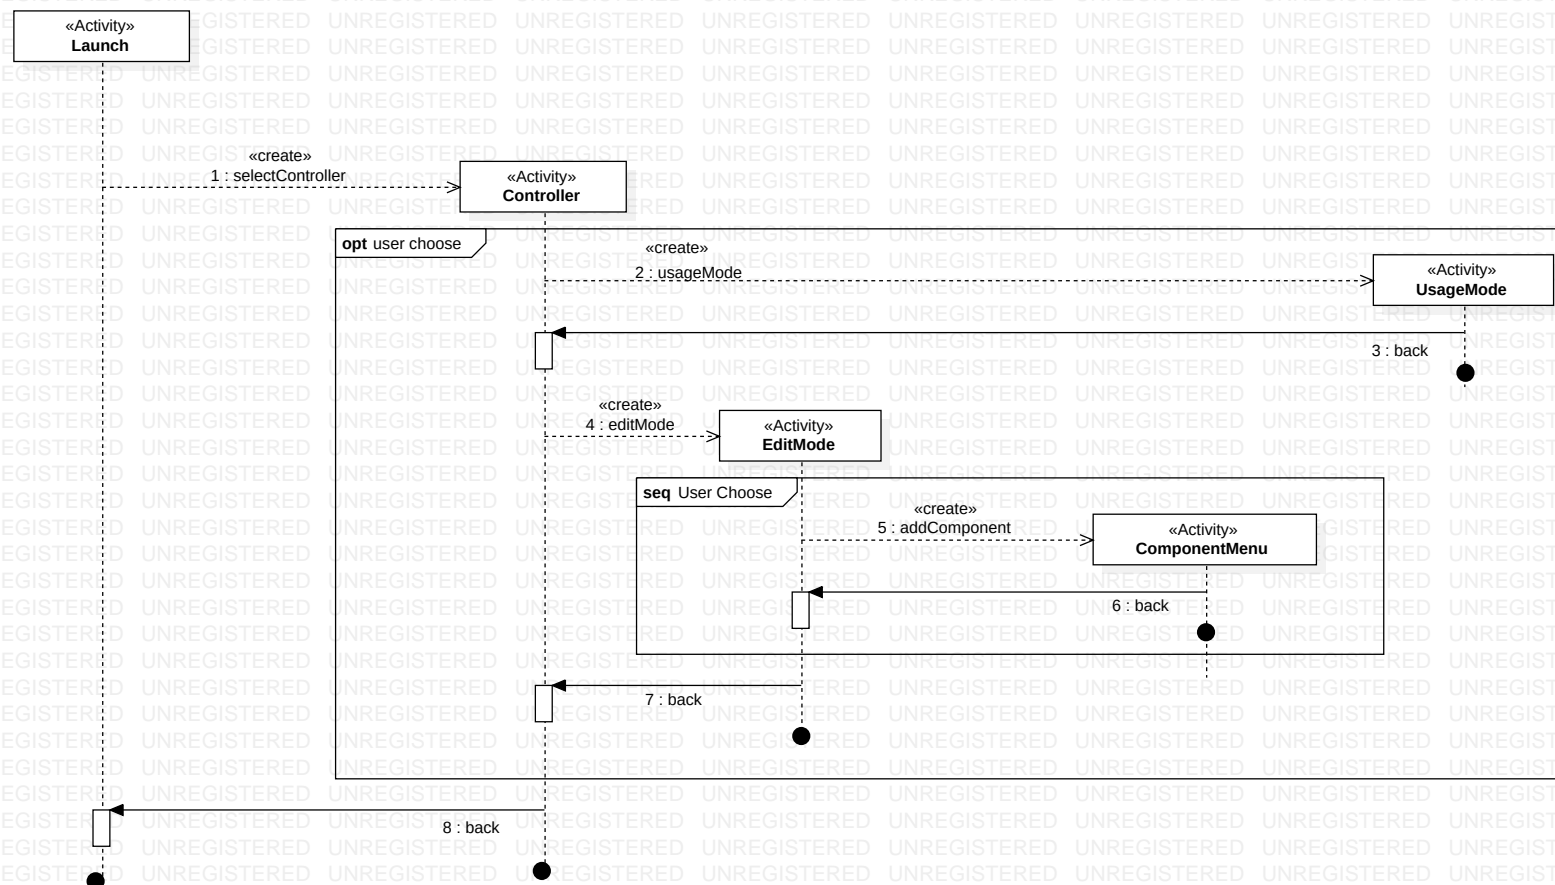 «Activity»
Launch
«create»
1 : selectController
«Activity»
Controller
opt user choose
«create»
2 : usageMode
«Activity»
UsageMode
3 : back
«create»
4 : editMode
«Activity»
EditMode
seq User Choose
«create»
5 : addComponent
«Activity»
ComponentMenu
6 : back
7 : back
8 : back
UNREGISTERED